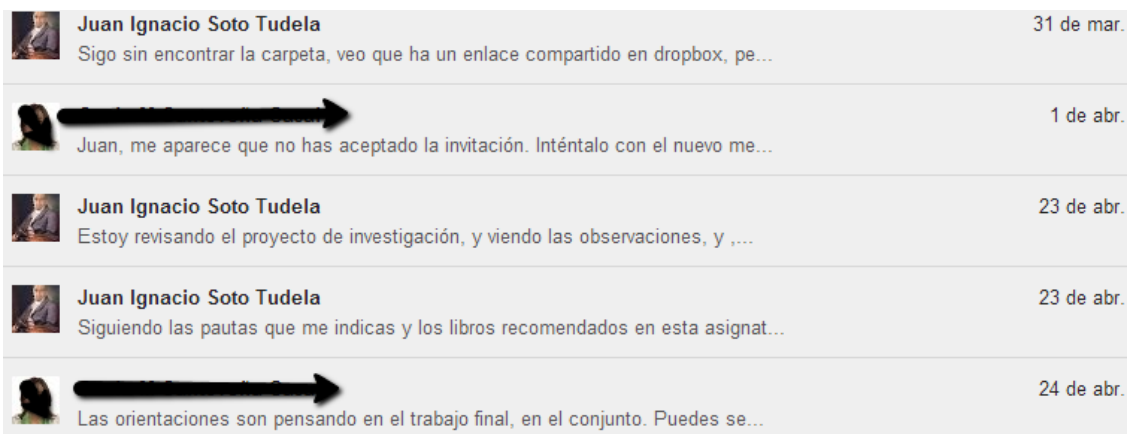 Juan Ignacio Soto Tudela 31 de mar.
Sigo sin encontrar la carpeta, veo que ha un enlace compartido en dropbox, pe...
1 de abr.
Juan, me aparece que no has aceptado la invitación. Inténtalo con el nuevo me...
Juan Ignacio Soto Tudela 23 de abr.
Estoy revisando el proyecto de investigación, y viendo las observaciones, y ,...
Juan Ignacio Soto Tudela 23 de abr.
Siguiendo las pautas que me indicas y los libros recomendados en esta asignat...
24 de abr.
Las orientaciones son pensando en el trabajo final, en el conjunto. Puedes se...